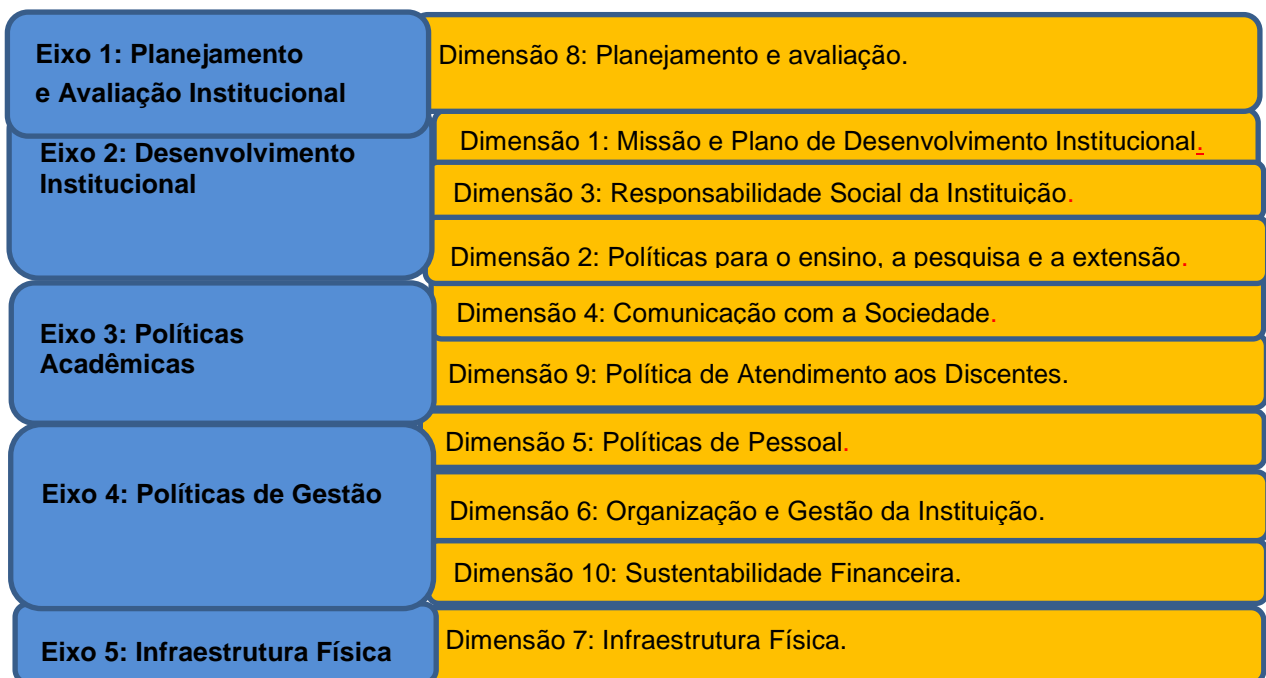 Eixo 1: Planejamento
e Avaliação Institucional
Dimensão 8: Planejamento e avaliação.
Eixo 2: Desenvolvimento
Institucional
Dimensão 1: Missão e Plano de Desenvolvimento Institucional.
Dimensão 3: Responsabilidade Social da Instituição.
Dimensão 2: Políticas para o ensino, a pesquisa e a extensão.
Eixo 3: Políticas
Acadêmicas
Dimensão 4: Comunicação com a Sociedade.
Dimensão 9: Política de Atendimento aos Discentes.
Eixo 4: Políticas de Gestão
Dimensão 5: Políticas de Pessoal.
Dimensão 6: Organização e Gestão da Instituição.
Dimensão 10: Sustentabilidade Financeira.
Eixo 5: Infraestrutura Física
Dimensão 7: Infraestrutura Física.